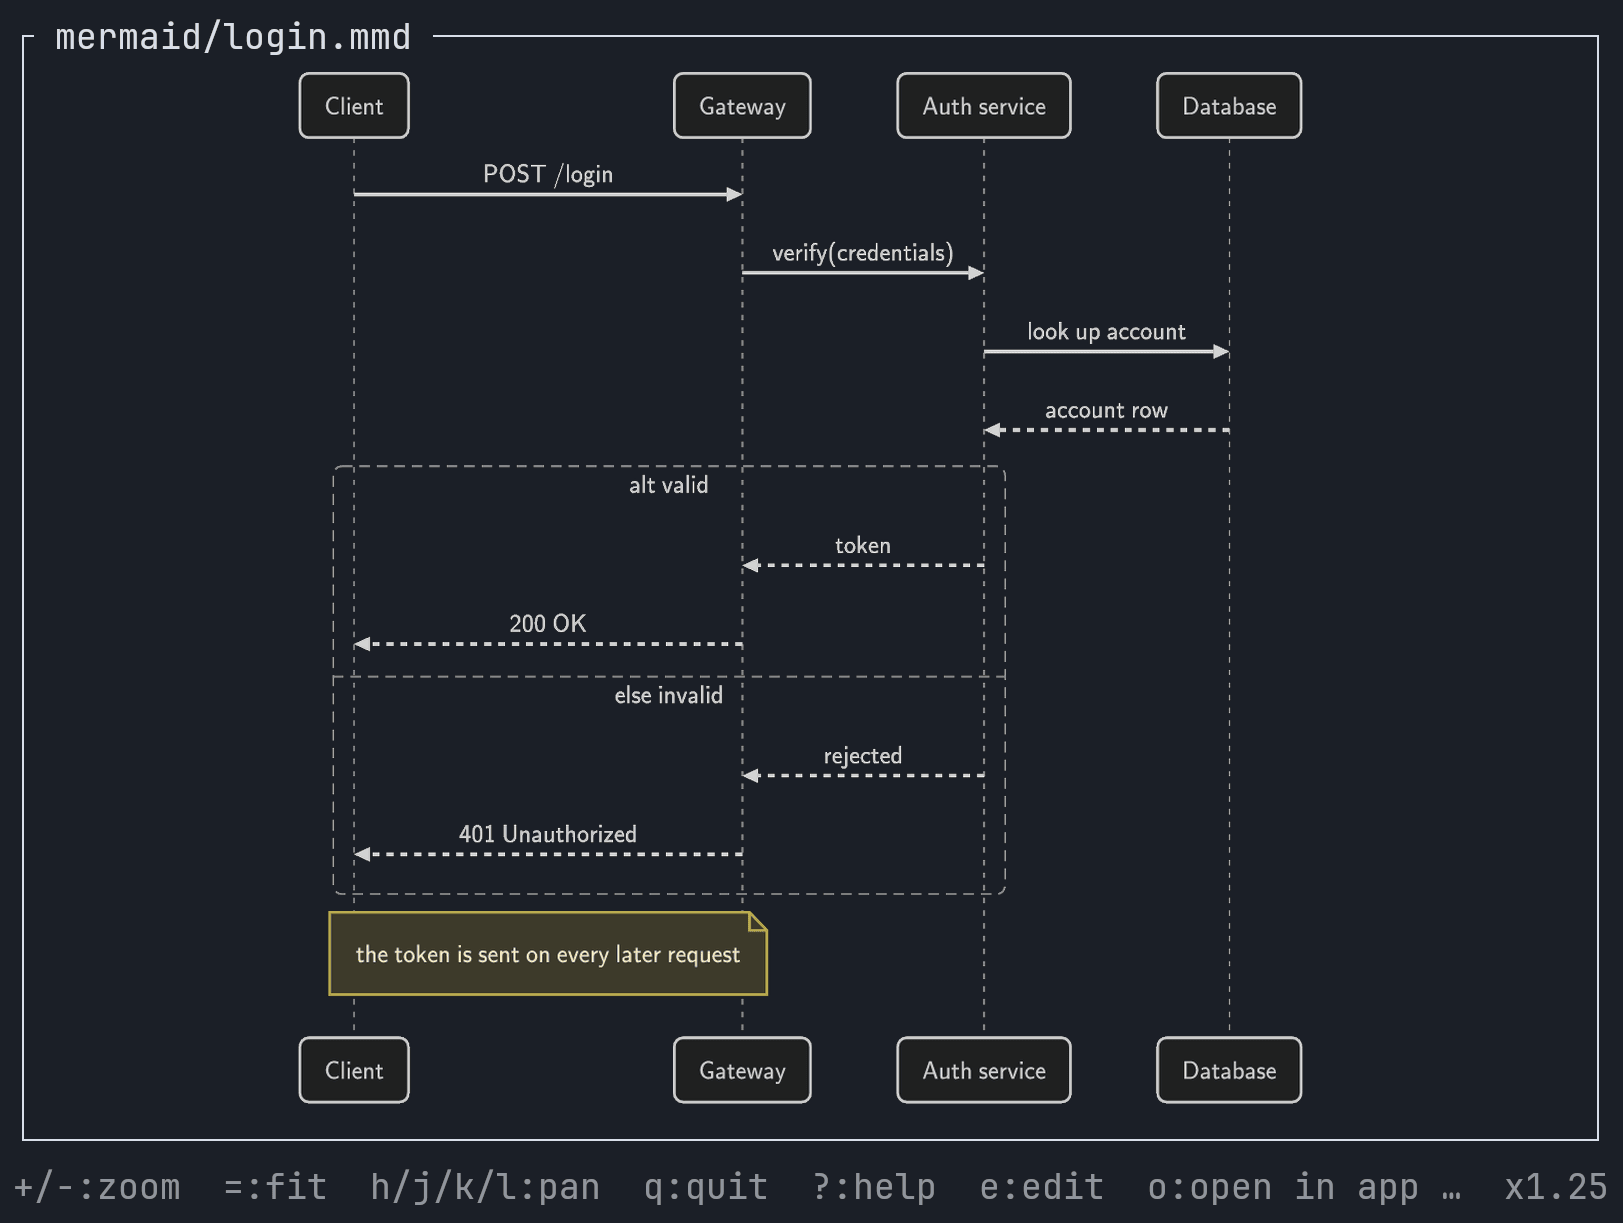 mermaid/login.mmd
Client Gateway Auth service Database
POST /login
verify(credentials)
look up account
account row
alt valid
token
200 OK
else invalid
rejected
401 Unauthorized
the token is sent on every later request
Client Gateway Auth service Database
+/-:zoom =:fit h/j/k/l:pan q:quit ?:help e:edit o:open in app … x1.25